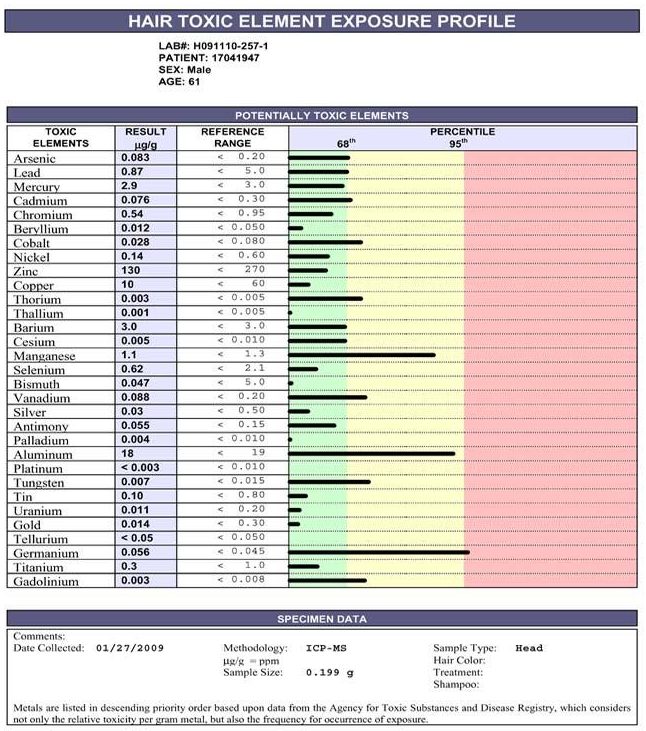 HAIR TOXIC ELEMENT EXPOSURE PROFILE
LAB#: H091110-257-1
PATIENT: 17041947
SEX: Male
AGE: 61
POTENTIALLY TOXIC ELEMENTS
TOXIC RESULT REFERENCE PERCENTILE
ELEMENTS µg/g RANGE 68th 95th
Arsenic 0.083 < 0.20
Lead 0.87 < 5.0
Mercury 2.9 < 3.0
Cadmium 0.076 < 0.30
Chromium 0.54 < 0.95
Beryllium 0.012 < 0.050
Cobalt 0.028 < 0.080
Nickel 0.14 < 0.60
Zinc 130 < 270
Copper 10 < 60
Thorium 0.003 < 0.005
Thallium 0.001 < 0.005
Barium 3.0 < 3.0
Cesium 0.005 < 0.010
Manganese 1.1 < 1.3
Selenium 0.62 < 2.1
Bismuth 0.047 < 5.0
Vanadium 0.088 < 0.20
Silver 0.03 < 0.50
Antimony 0.055 < 0.15
Palladium 0.004 < 0.010
Aluminum 18 < 19
Platinum < 0.003 < 0.010
Tungsten 0.007 < 0.015
Tin 0.10 < 0.80
Uranium 0.011 < 0.20
Gold 0.014 < 0.30
Tellurium < 0.05 < 0.050
Germanium 0.056 < 0.045
Titanium 0.3 < 1.0
Gadolinium 0.003 < 0.008
SPECIMEN DATA
Comments:
Date Collected: 01/27/2009 Methodology: ICP-MS Sample Type: Head
µg/g = ppm Hair Color:
Sample Size: 0.199 g Treatment:
Shampoo:
Metals are listed in descending priority order based upon data from the Agency for Toxic Substances and Disease Registry, which considers
not only the relative toxicity per gram metal, but also the frequency for occurrence of exposure.